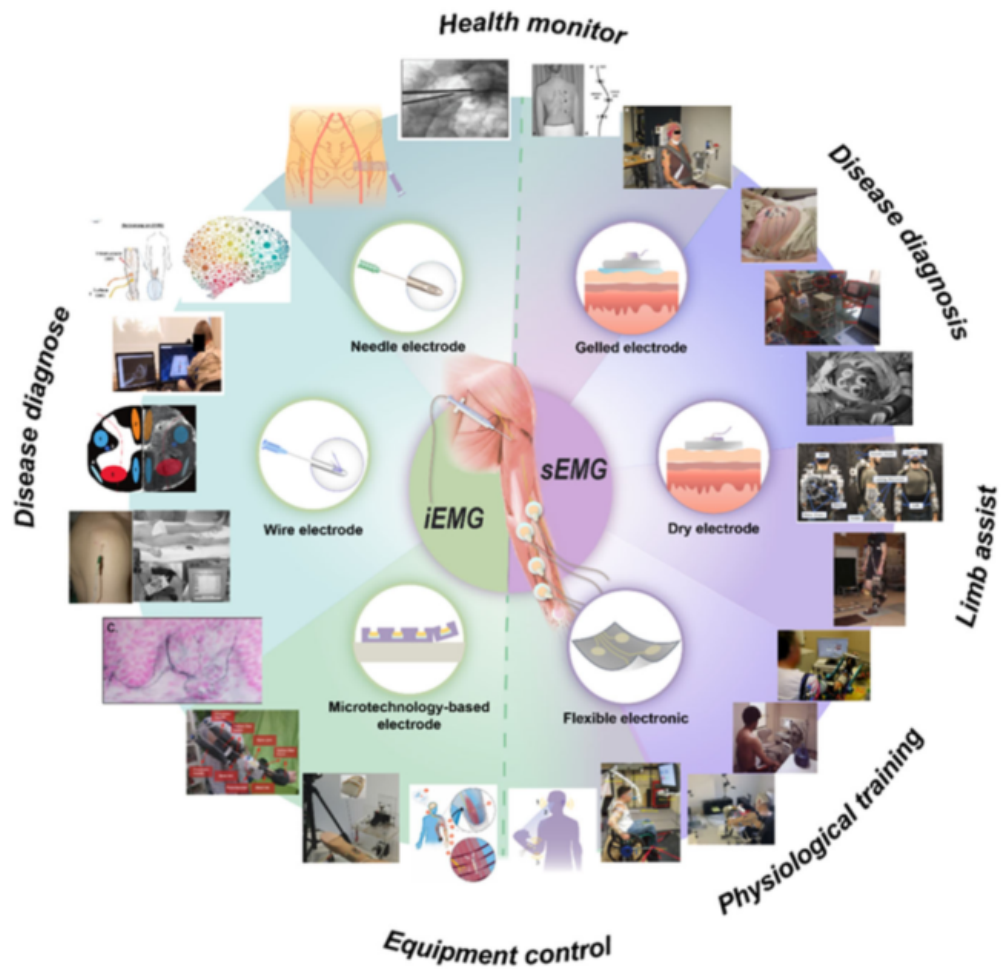 Health monitor
Disease diagnosis
Disease diagnose
Needle electrode
Gelled electrode
iEMG
sEMG
Wire electrode
Dry electrode
Limb assist
C.
Microtechnology-based
electrode
Flexible electronic
Physiological training
Equipment control